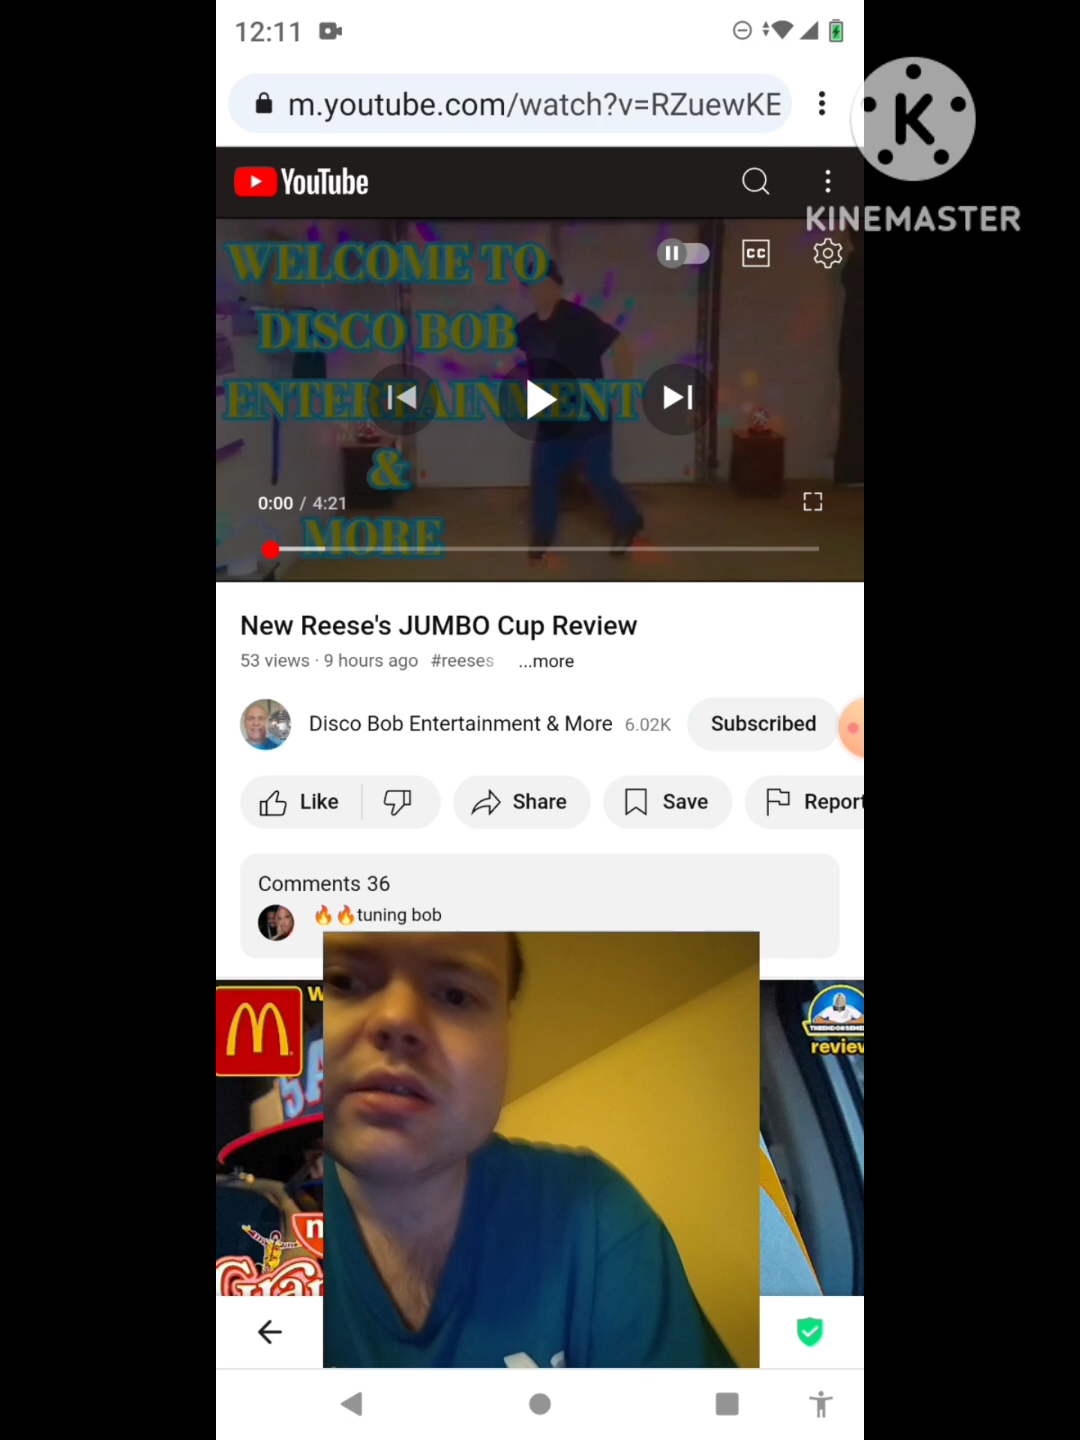 12:11
m.youtube.com/watch?v=RZuewKE
K
KINEMASTER
YouTube
WELCOME TO
DISCO BOB
ENTERTAINMENT
&
MORE
CC
0:00 / 4:21
New Reese's JUMBO Cup Review
53 views · 9 hours ago #reeses ...more
Disco Bob Entertainment & More 6.02K Subscribed
Like Share Save Report
Comments 36
🔥🔥tuning bob
review